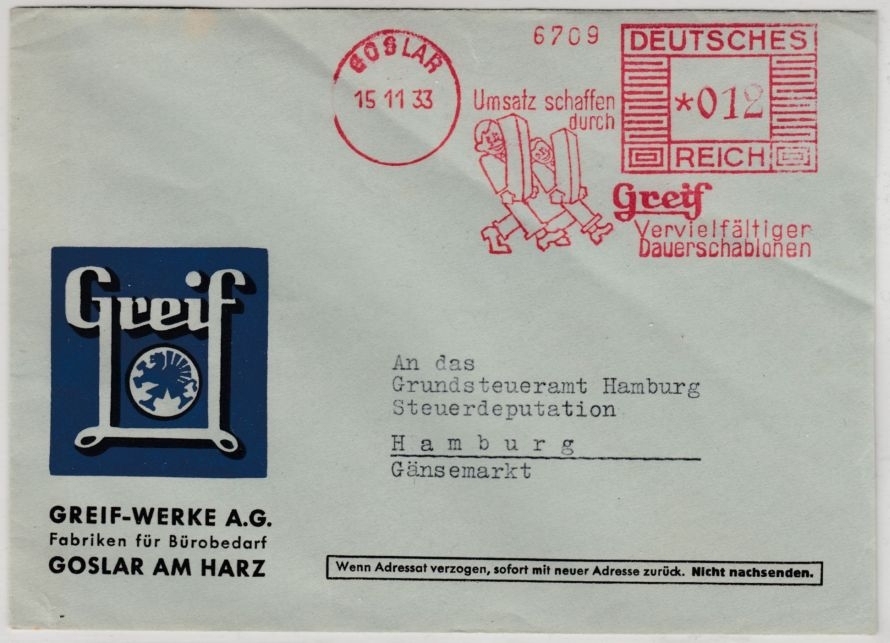 GOSLAR
15 11 33
6709
DEUTSCHES
*012
REICH
Umsatz schaffen
durch
Greif
Vervielfältiger
Dauerschablonen
Greif
GREIF-WERKE A.G.
Fabriken für Bürobedarf
GOSLAR AM HARZ
An das
Grundsteueramt Hamburg
Steuerdeputation
Hamburg
Gänsemarkt
Wenn Adressat verzogen, sofort mit neuer Adresse zurück. Nicht nachsenden.